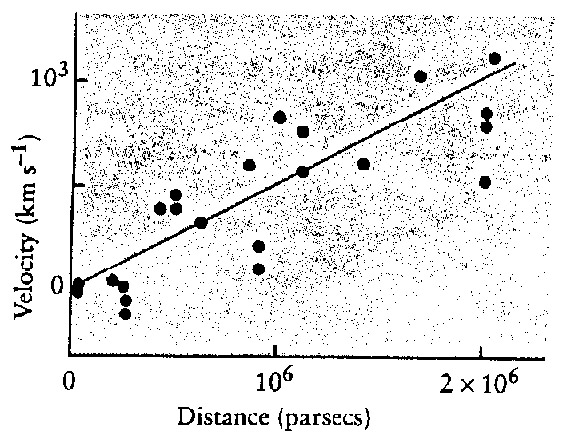 10³
Velocity (km s⁻¹)
0
0 10⁶ 2 × 10⁶
Distance (parsecs)